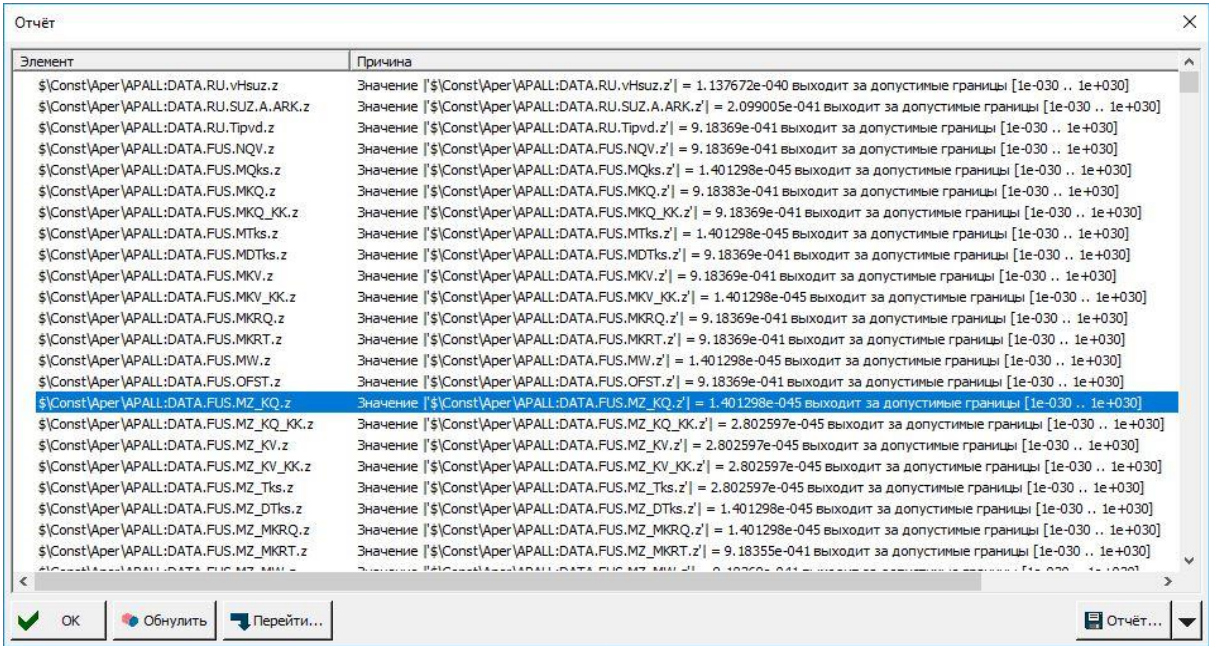 Отчёт
Элемент Причина
$\Const\Aper\APALL:DATA.RU.vHsuz.z Значение |'$\Const\Aper\APALL:DATA.RU.vHsuz.z'| = 1.137672e-040 выходит за допустимые границы [1e-030 .. 1e+030]
$\Const\Aper\APALL:DATA.RU.SUZ.A.ARK.z Значение |'$\Const\Aper\APALL:DATA.RU.SUZ.A.ARK.z'| = 2.099005e-041 выходит за допустимые границы [1e-030 .. 1e+030]
$\Const\Aper\APALL:DATA.RU.Tipvd.z Значение |'$\Const\Aper\APALL:DATA.RU.Tipvd.z'| = 9.18369e-041 выходит за допустимые границы [1e-030 .. 1e+030]
$\Const\Aper\APALL:DATA.FUS.NQV.z Значение |'$\Const\Aper\APALL:DATA.FUS.NQV.z'| = 9.18369e-041 выходит за допустимые границы [1e-030 .. 1e+030]
$\Const\Aper\APALL:DATA.FUS.MQks.z Значение |'$\Const\Aper\APALL:DATA.FUS.MQks.z'| = 1.401298e-045 выходит за допустимые границы [1e-030 .. 1e+030]
$\Const\Aper\APALL:DATA.FUS.MKQ.z Значение |'$\Const\Aper\APALL:DATA.FUS.MKQ.z'| = 9.18383e-041 выходит за допустимые границы [1e-030 .. 1e+030]
$\Const\Aper\APALL:DATA.FUS.MKQ_KK.z Значение |'$\Const\Aper\APALL:DATA.FUS.MKQ_KK.z'| = 9.18369e-041 выходит за допустимые границы [1e-030 .. 1e+030]
$\Const\Aper\APALL:DATA.FUS.MTks.z Значение |'$\Const\Aper\APALL:DATA.FUS.MTks.z'| = 1.401298e-045 выходит за допустимые границы [1e-030 .. 1e+030]
$\Const\Aper\APALL:DATA.FUS.MDTks.z Значение |'$\Const\Aper\APALL:DATA.FUS.MDTks.z'| = 9.18369e-041 выходит за допустимые границы [1e-030 .. 1e+030]
$\Const\Aper\APALL:DATA.FUS.MKV.z Значение |'$\Const\Aper\APALL:DATA.FUS.MKV.z'| = 9.18369e-041 выходит за допустимые границы [1e-030 .. 1e+030]
$\Const\Aper\APALL:DATA.FUS.MKV_KK.z Значение |'$\Const\Aper\APALL:DATA.FUS.MKV_KK.z'| = 1.401298e-045 выходит за допустимые границы [1e-030 .. 1e+030]
$\Const\Aper\APALL:DATA.FUS.MKRQ.z Значение |'$\Const\Aper\APALL:DATA.FUS.MKRQ.z'| = 9.18369e-041 выходит за допустимые границы [1e-030 .. 1e+030]
$\Const\Aper\APALL:DATA.FUS.MKRT.z Значение |'$\Const\Aper\APALL:DATA.FUS.MKRT.z'| = 9.18369e-041 выходит за допустимые границы [1e-030 .. 1e+030]
$\Const\Aper\APALL:DATA.FUS.MW.z Значение |'$\Const\Aper\APALL:DATA.FUS.MW.z'| = 1.401298e-045 выходит за допустимые границы [1e-030 .. 1e+030]
$\Const\Aper\APALL:DATA.FUS.OFST.z Значение |'$\Const\Aper\APALL:DATA.FUS.OFST.z'| = 9.18369e-041 выходит за допустимые границы [1e-030 .. 1e+030]
$\Const\Aper\APALL:DATA.FUS.MZ_KQ.z Значение |'$\Const\Aper\APALL:DATA.FUS.MZ_KQ.z'| = 1.401298e-045 выходит за допустимые границы [1e-030 .. 1e+030]
$\Const\Aper\APALL:DATA.FUS.MZ_KQ_KK.z Значение |'$\Const\Aper\APALL:DATA.FUS.MZ_KQ_KK.z'| = 2.802597e-045 выходит за допустимые границы [1e-030 .. 1e+030]
$\Const\Aper\APALL:DATA.FUS.MZ_KV.z Значение |'$\Const\Aper\APALL:DATA.FUS.MZ_KV.z'| = 2.802597e-045 выходит за допустимые границы [1e-030 .. 1e+030]
$\Const\Aper\APALL:DATA.FUS.MZ_KV_KK.z Значение |'$\Const\Aper\APALL:DATA.FUS.MZ_KV_KK.z'| = 2.802597e-045 выходит за допустимые границы [1e-030 .. 1e+030]
$\Const\Aper\APALL:DATA.FUS.MZ_Tks.z Значение |'$\Const\Aper\APALL:DATA.FUS.MZ_Tks.z'| = 2.802597e-045 выходит за допустимые границы [1e-030 .. 1e+030]
$\Const\Aper\APALL:DATA.FUS.MZ_DTks.z Значение |'$\Const\Aper\APALL:DATA.FUS.MZ_DTks.z'| = 1.401298e-045 выходит за допустимые границы [1e-030 .. 1e+030]
$\Const\Aper\APALL:DATA.FUS.MZ_MKRQ.z Значение |'$\Const\Aper\APALL:DATA.FUS.MZ_MKRQ.z'| = 1.401298e-045 выходит за допустимые границы [1e-030 .. 1e+030]
$\Const\Aper\APALL:DATA.FUS.MZ_MKRT.z Значение |'$\Const\Aper\APALL:DATA.FUS.MZ_MKRT.z'| = 9.18355e-041 выходит за допустимые границы [1e-030 .. 1e+030]
OK Обнулить Перейти... Отчёт...